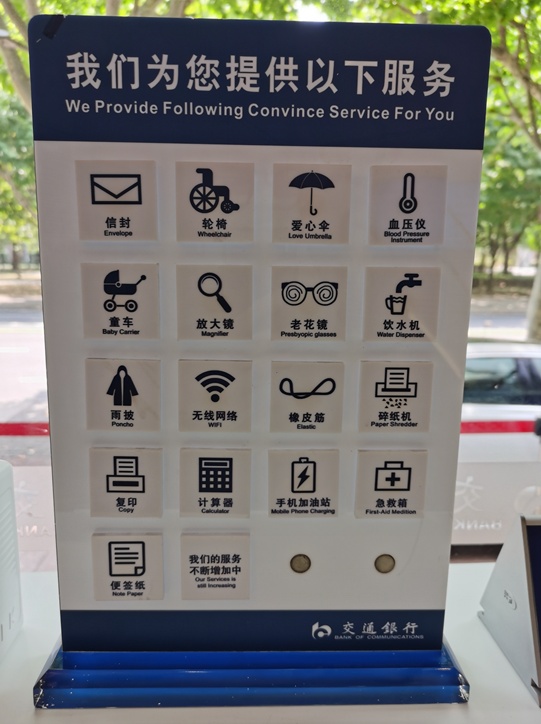 我们为您提供以下服务
We Provide Following Convince Service For You
信封
Envelope
轮椅
Wheelchair
爱心伞
Love Umbrella
血压仪
Blood Pressure
Instrument
童车
Baby Carrier
放大镜
Magnifier
老花镜
Presbyopic glasses
饮水机
Water Dispenser
雨披
Poncho
无线网络
WIFI
橡皮筋
Elastic
碎纸机
Paper Shredder
复印
Copy
计算器
Calculator
手机加油站
Mobile Phone Charging
急救箱
First-Aid Medition
便签纸
Note Paper
我们的服务
不断增加中
Our Services is
still Increasing
交通銀行
BANK OF COMMUNICATIONS